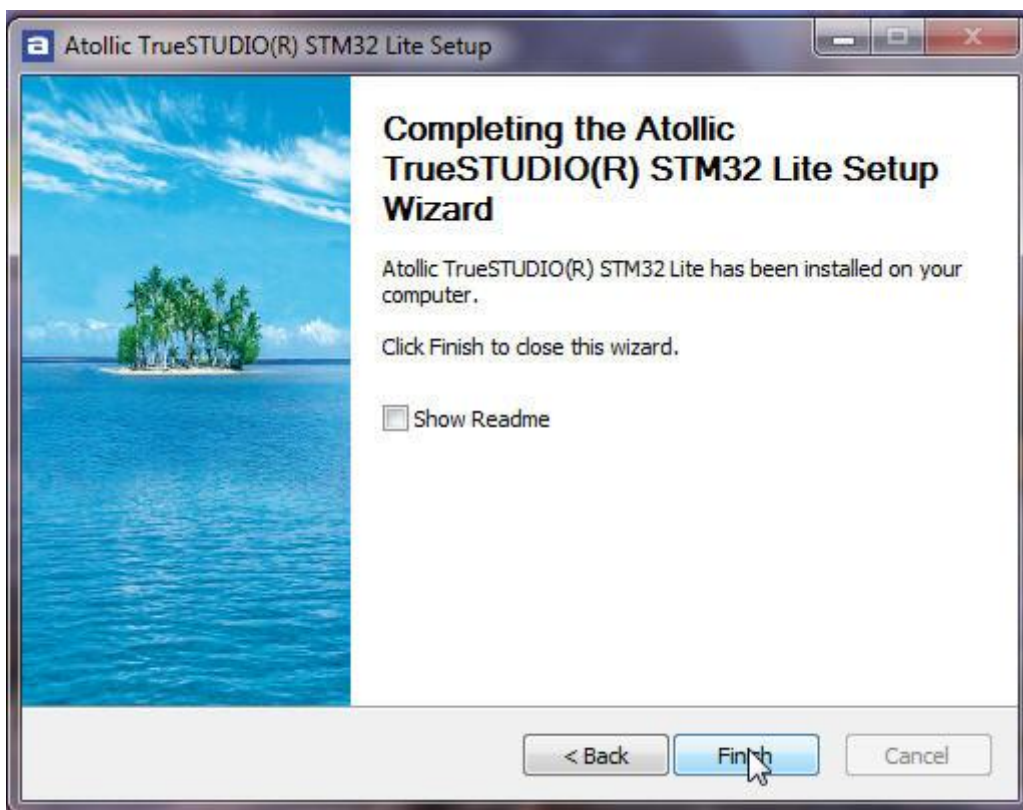 a Atollic TrueSTUDIO(R) STM32 Lite Setup
Completing the Atollic
TrueSTUDIO(R) STM32 Lite Setup
Wizard
Atollic TrueSTUDIO(R) STM32 Lite has been installed on your
computer.
Click Finish to close this wizard.
Show Readme
< Back Finish Cancel